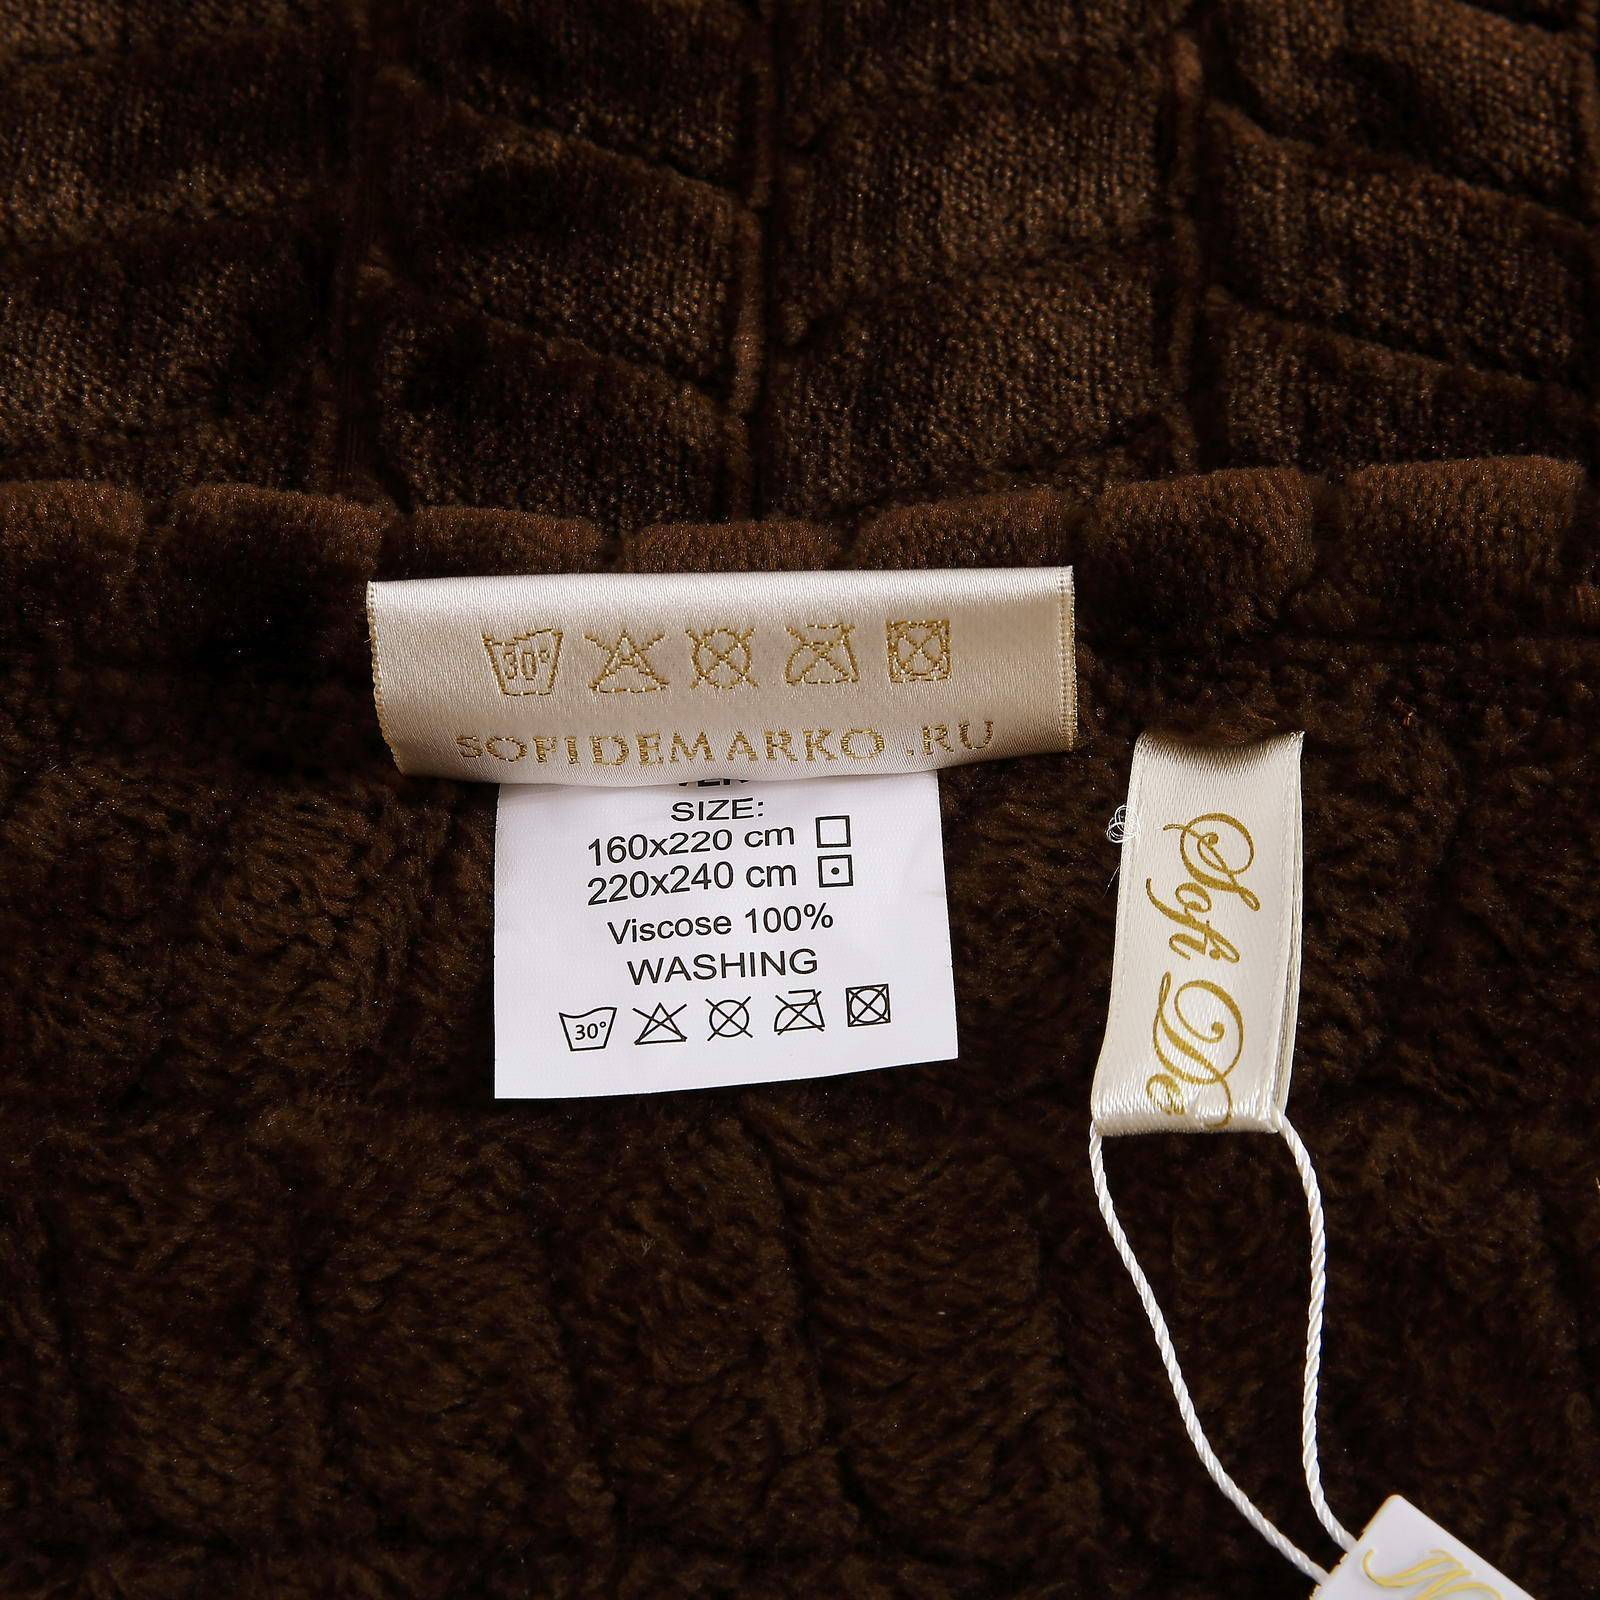 30°
SOFIDEMARKO.RU
SIZE:
160x220 cm
220x240 cm
Viscose 100%
WASHING
30°
Sofi De